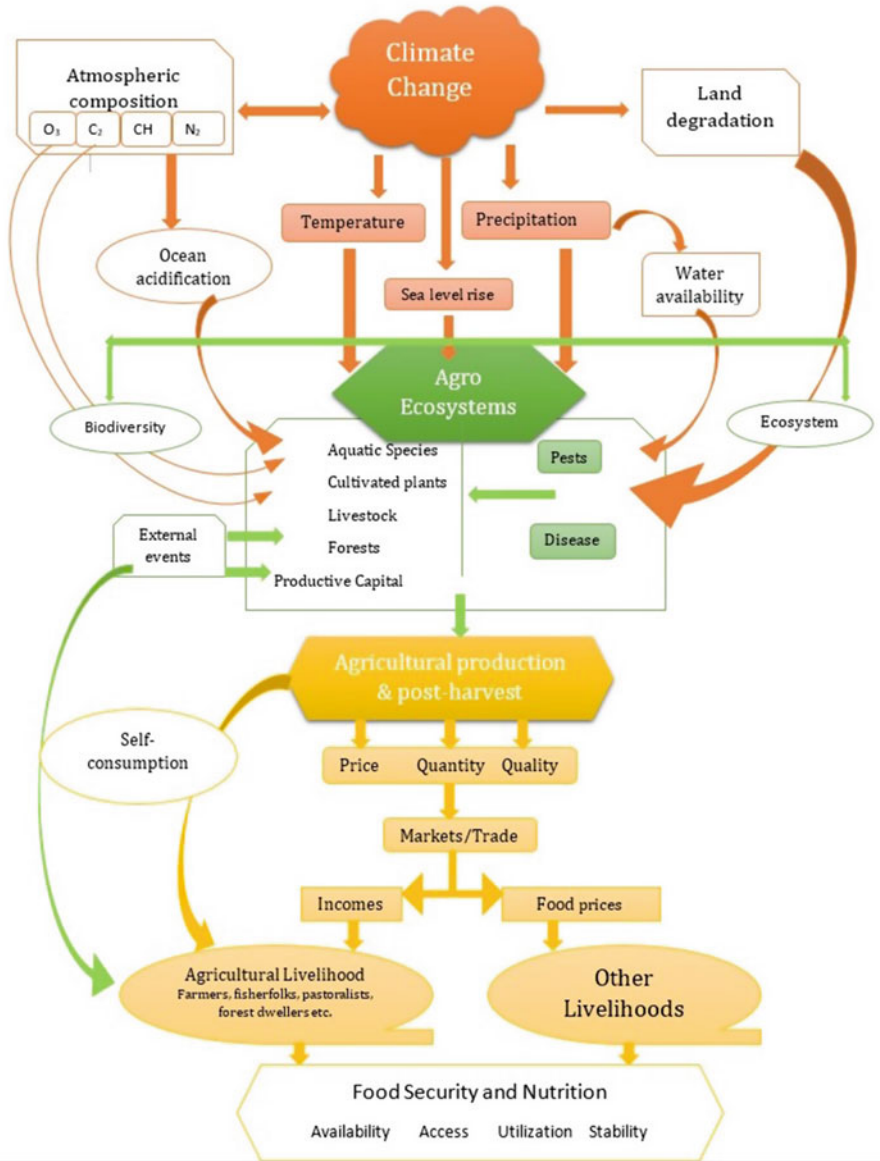 Climate
Change
Atmospheric
composition
O₃ C₂ CH N₂
Land
degradation
Temperature
Precipitation
Ocean
acidification
Sea level rise
Water
availability
Agro
Ecosystems
Biodiversity
Ecosystem
Aquatic Species
Cultivated plants
Livestock
Forests
Productive Capital
Pests
Disease
External
events
Agricultural production
& post-harvest
Self-
consumption
Price Quantity Quality
Markets/Trade
Incomes
Food prices
Agricultural Livelihood
Farmers, fisherfolks, pastoralists,
forest dwellers etc.
Other
Livelihoods
Food Security and Nutrition
Availability Access Utilization Stability